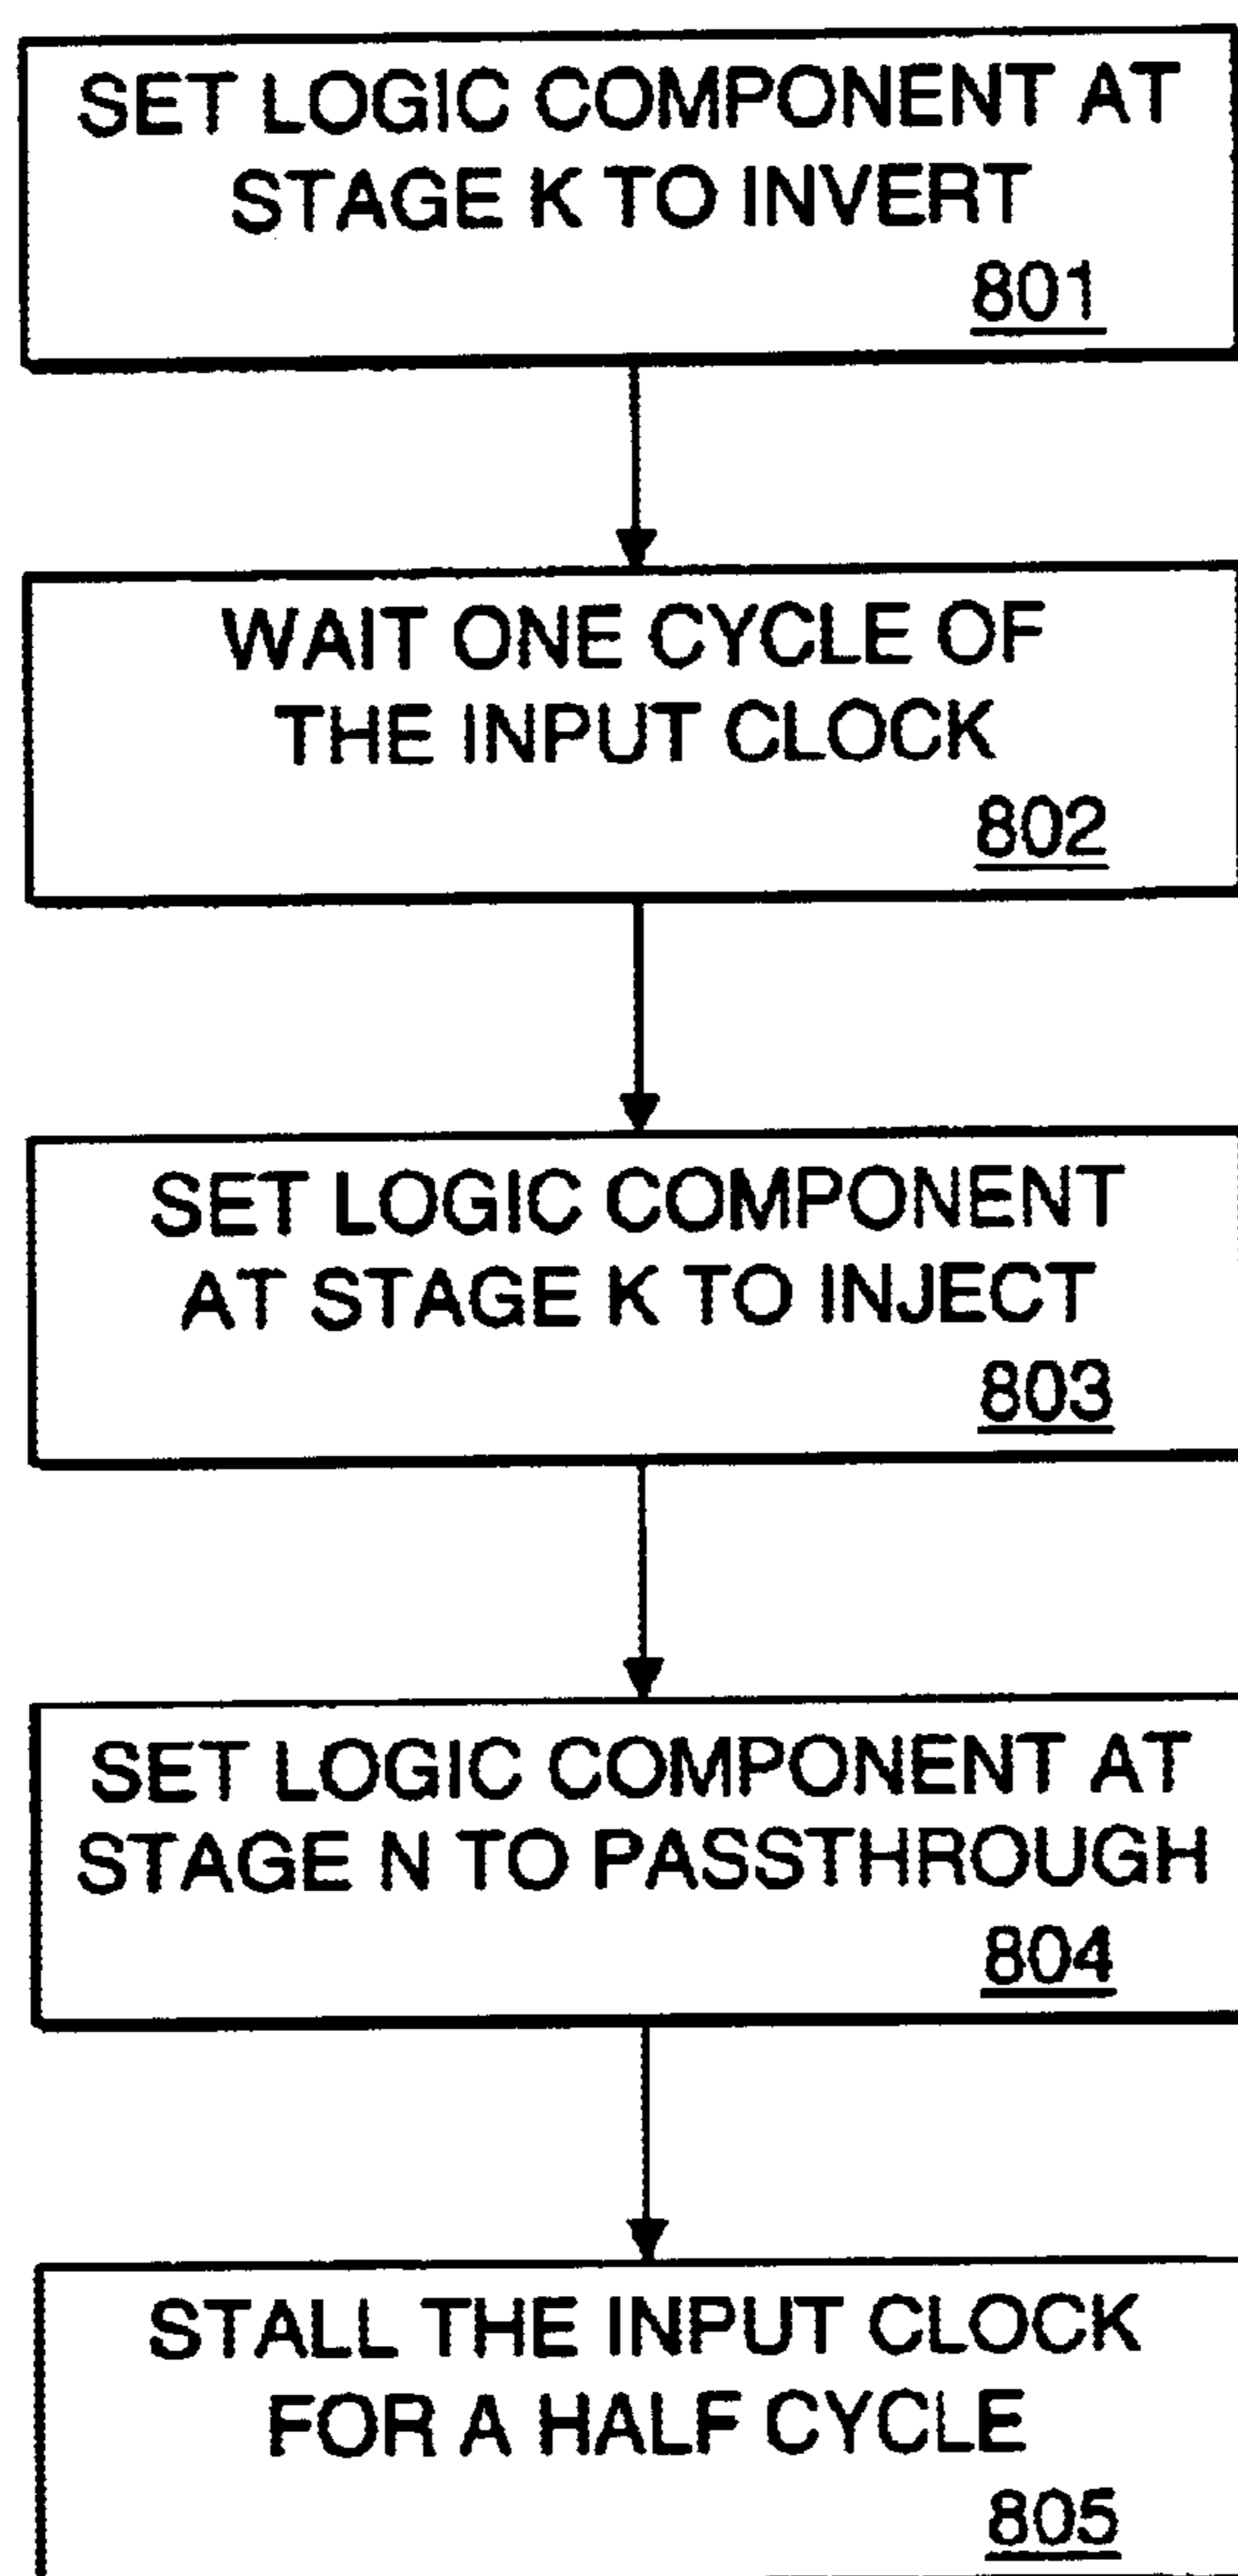 SET LOGIC COMPONENT AT
STAGE K TO INVERT
801
WAIT ONE CYCLE OF
THE INPUT CLOCK
802
SET LOGIC COMPONENT
AT STAGE K TO INJECT
803
SET LOGIC COMPONENT AT
STAGE N TO PASSTHROUGH
804
STALL THE INPUT CLOCK
FOR A HALF CYCLE
805